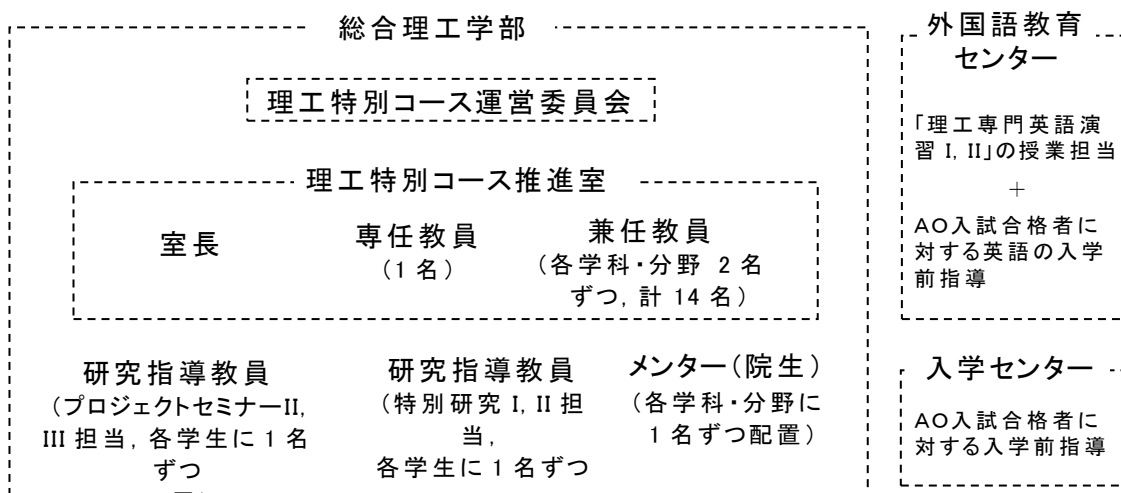 総合理工学部
理工特別コース運営委員会
理工特別コース推進室
室長
専任教員
（1 名）
兼任教員
（各学科・分野 2 名
ずつ, 計 14 名）
研究指導教員
（プロジェクトセミナーII,
III 担当, 各学生に 1 名
ずつ
研究指導教員
（特別研究 I, II 担
当,
各学生に 1 名ずつ
メンター（院生）
（各学科・分野に
1 名ずつ配置）
外国語教育
センター
「理工専門英語演
習 I, II」の授業担当
+
AO入試合格者に
対する英語の入学
前指導
入学センター
AO入試合格者に
対する入学前指導